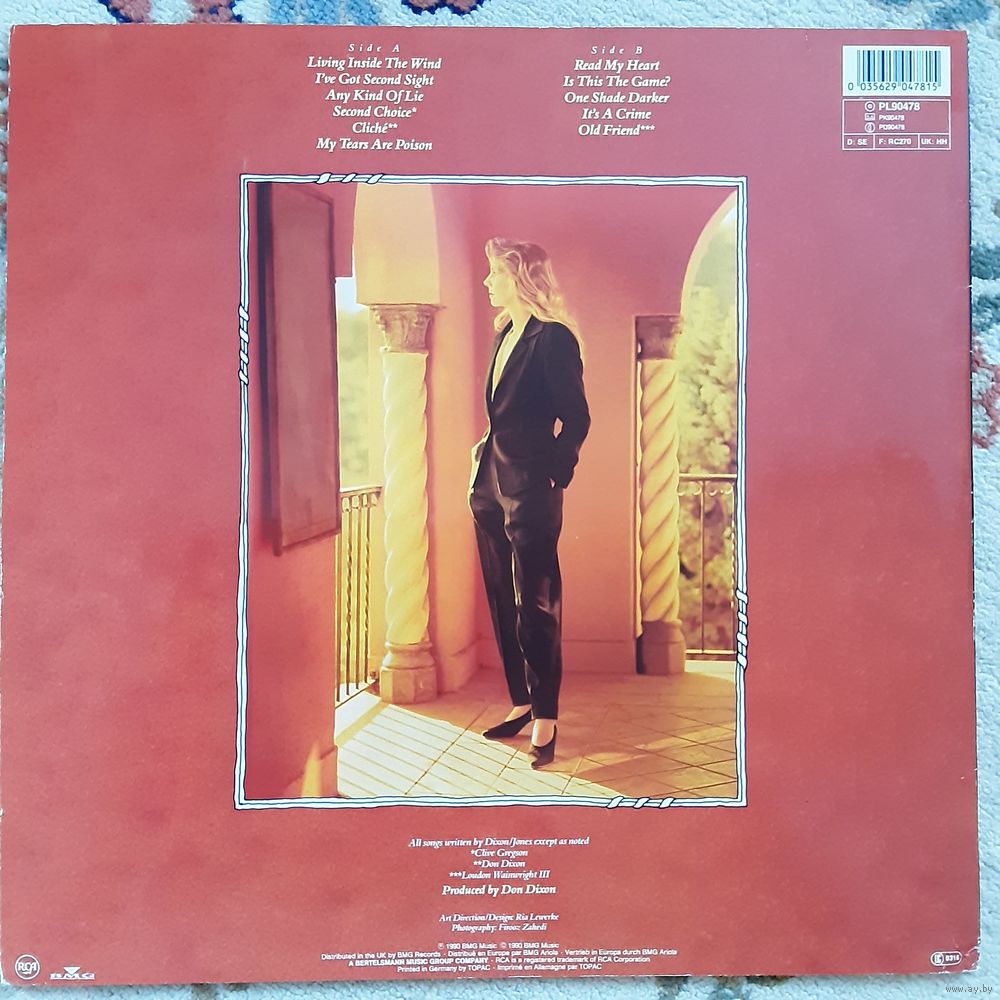 Side A
Living Inside The Wind
I've Got Second Sight
Any Kind Of Lie
Second Choice*
Cliché**
My Tears Are Poison
Side B
Read My Heart
Is This The Game?
One Shade Darker
It's A Crime
Old Friend***
0 035629 047815
PL90478
PK90478
PD90478
D: SE F: RC270 UK: HH
All songs written by Dixon/Jones except as noted
*Clive Gregson
**Don Dixon
***Loudon Wainwright III
Produced by Don Dixon
Art Direction/Design: Ria Lewerke
Photography: Firooz Zahedi
℗ 1990 BMG Music © 1990 BMG Music
Distributed in the UK by BMG Records · Distribué en Europe par BMG Ariola · Vertrieb in Europa durch BMG Ariola
A BERTELSMANN MUSIC GROUP COMPANY · RCA is a registered trademark of RCA Corporation
Printed in Germany by TOPAC · Imprimé en Allemagne par TOPAC
RCA
BMG
LC 0316
www.ay.by